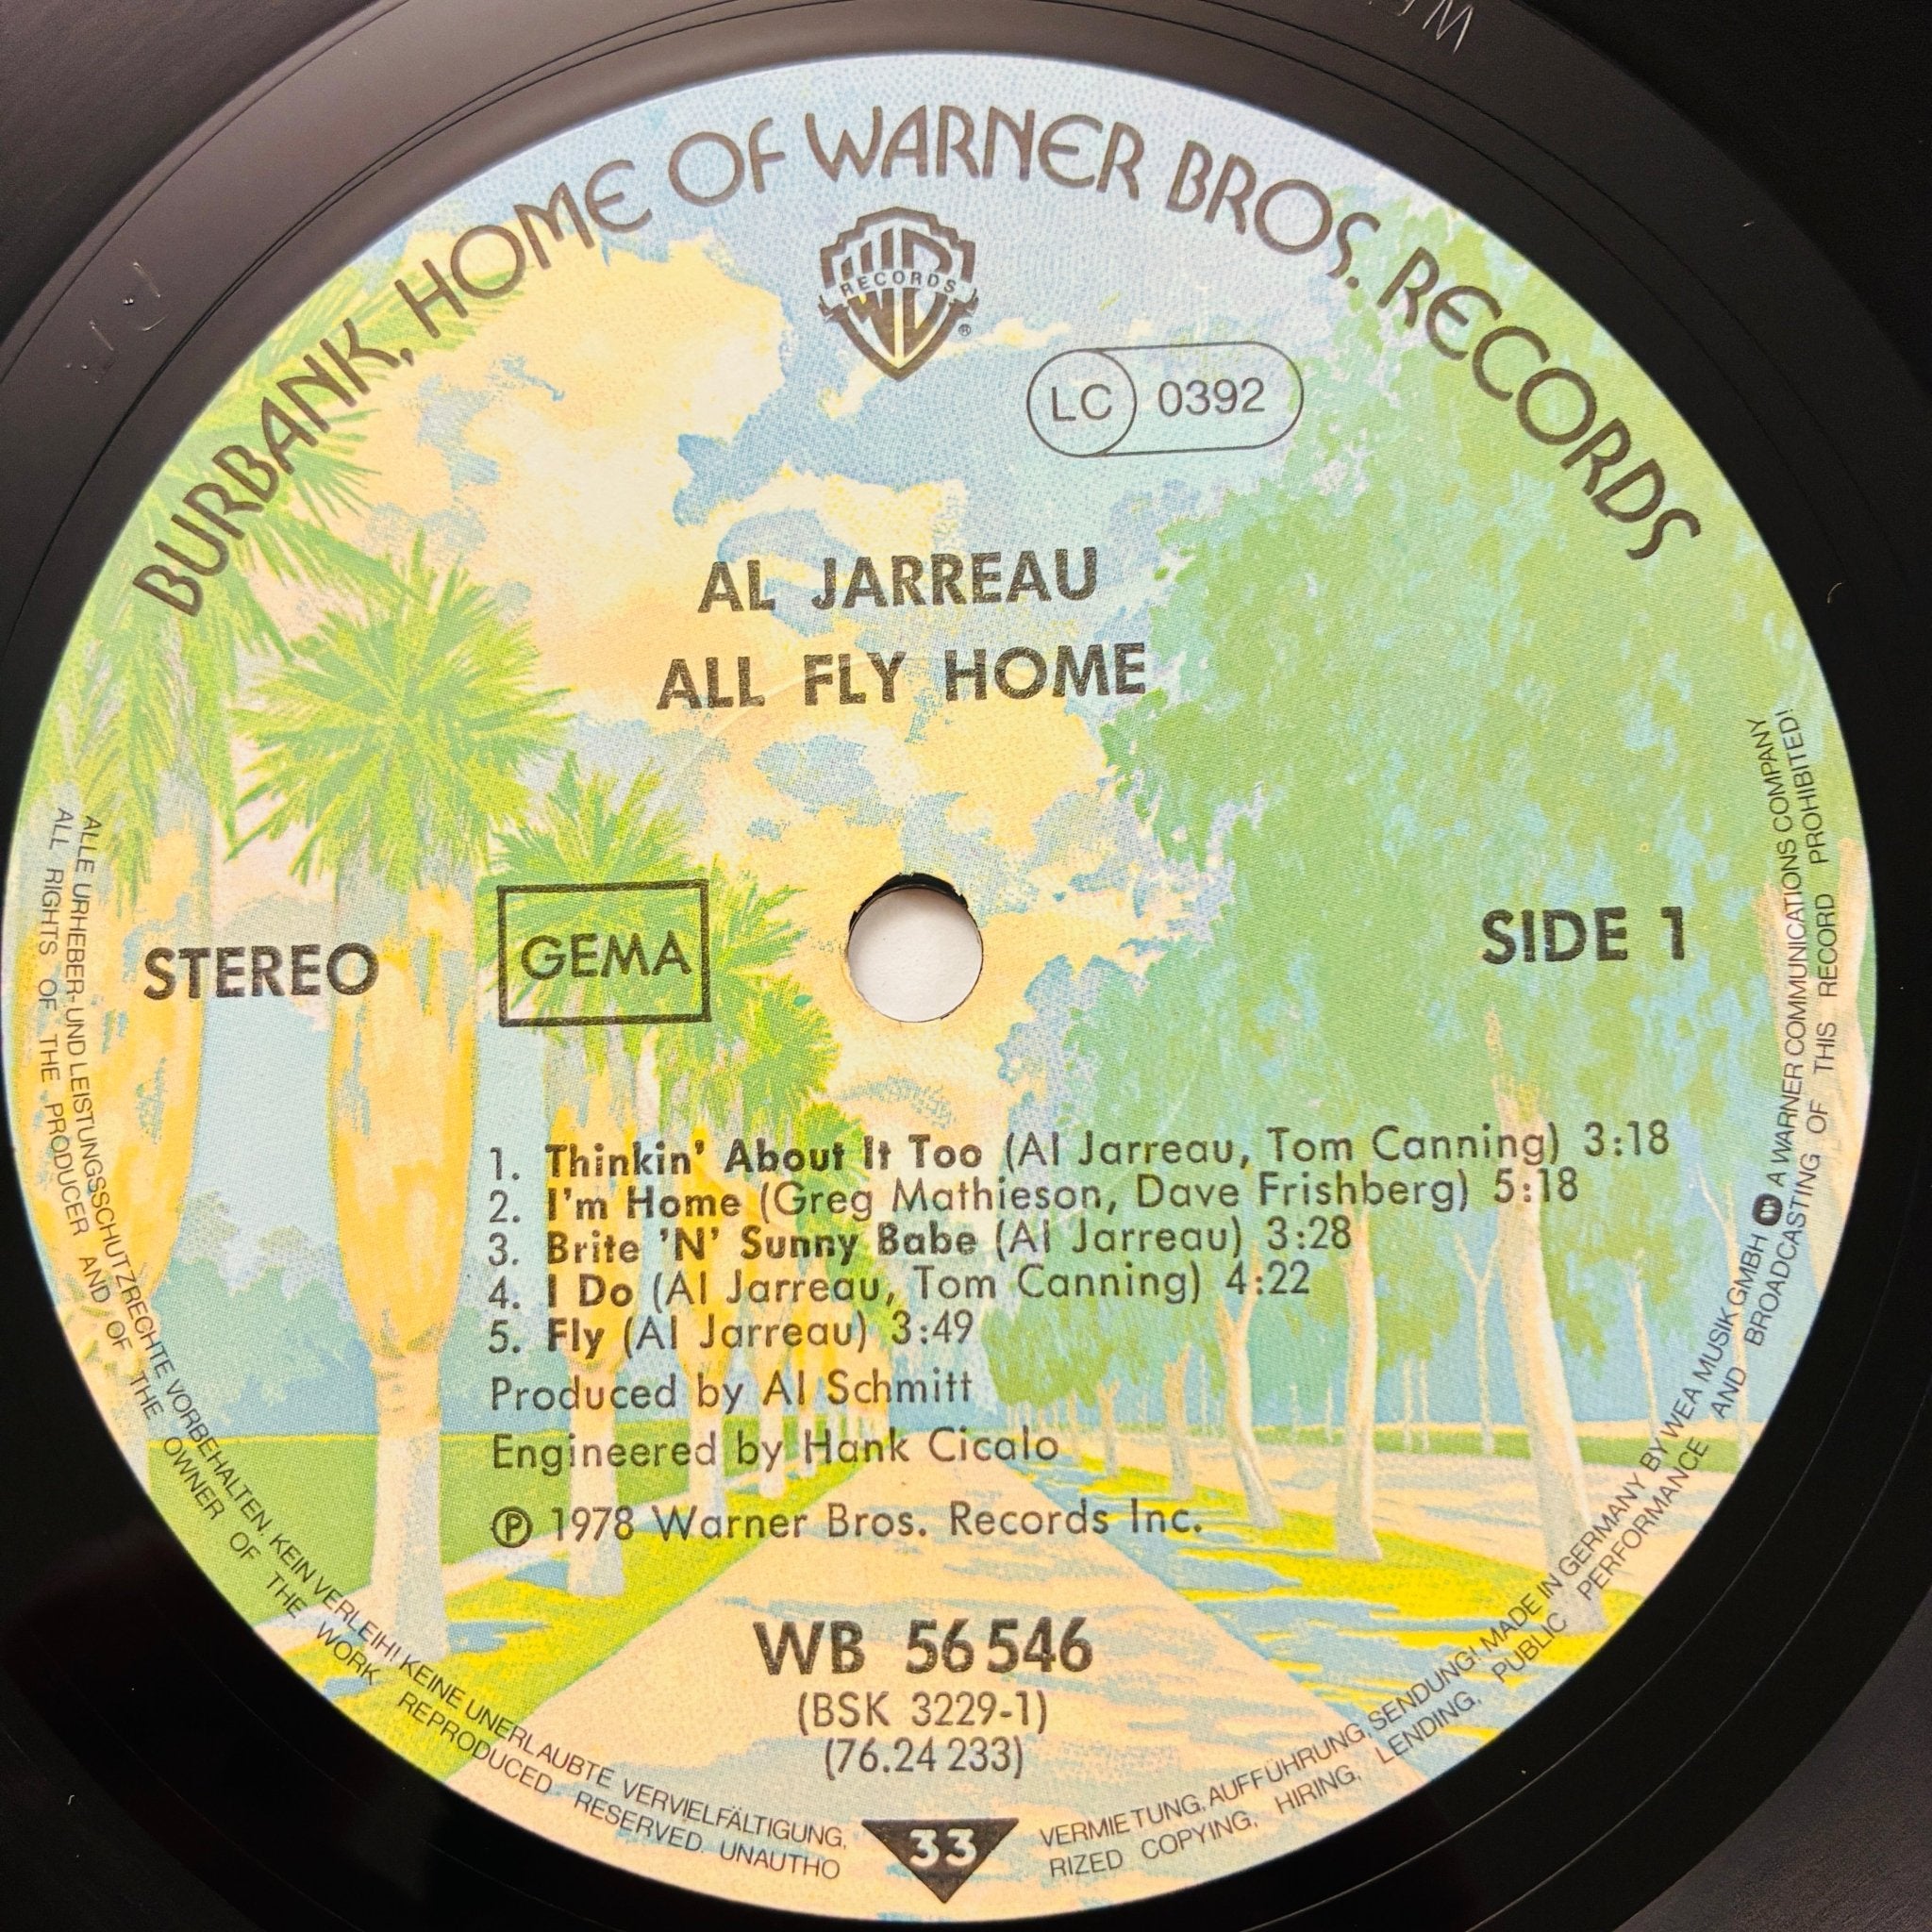 BURBANK, HOME OF WARNER BROS. RECORDS
WB
RECORDS
®
LC 0392
AL JARREAU
ALL FLY HOME
STEREO
GEMA
SIDE 1
1. Thinkin' About It Too (Al Jarreau, Tom Canning) 3:18
2. I'm Home (Greg Mathieson, Dave Frishberg) 5:18
3. Brite 'N' Sunny Babe (Al Jarreau) 3:28
4. I Do (Al Jarreau, Tom Canning) 4:22
5. Fly (Al Jarreau) 3:49
Produced by Al Schmitt
Engineered by Hank Cicalo
℗ 1978 Warner Bros. Records Inc.
WB 56 546
(BSK 3229-1)
(76.24 233)
33
ALLE URHEBER- UND LEISTUNGSSCHUTZRECHTE VORBEHALTEN. KEIN VERLEIH! KEINE UNERLAUBTE VERVIELFÄLTIGUNG, VERMIETUNG, AUFFÜHRUNG, SENDUNG! MADE IN GERMANY BY WEA MUSIK GMBH A WARNER COMMUNICATIONS COMPANY
ALL RIGHTS OF THE PRODUCER AND OF THE OWNER OF THE WORK REPRODUCED RESERVED. UNAUTHORIZED COPYING, HIRING, LENDING, PUBLIC PERFORMANCE AND BROADCASTING OF THIS RECORD PROHIBITED!